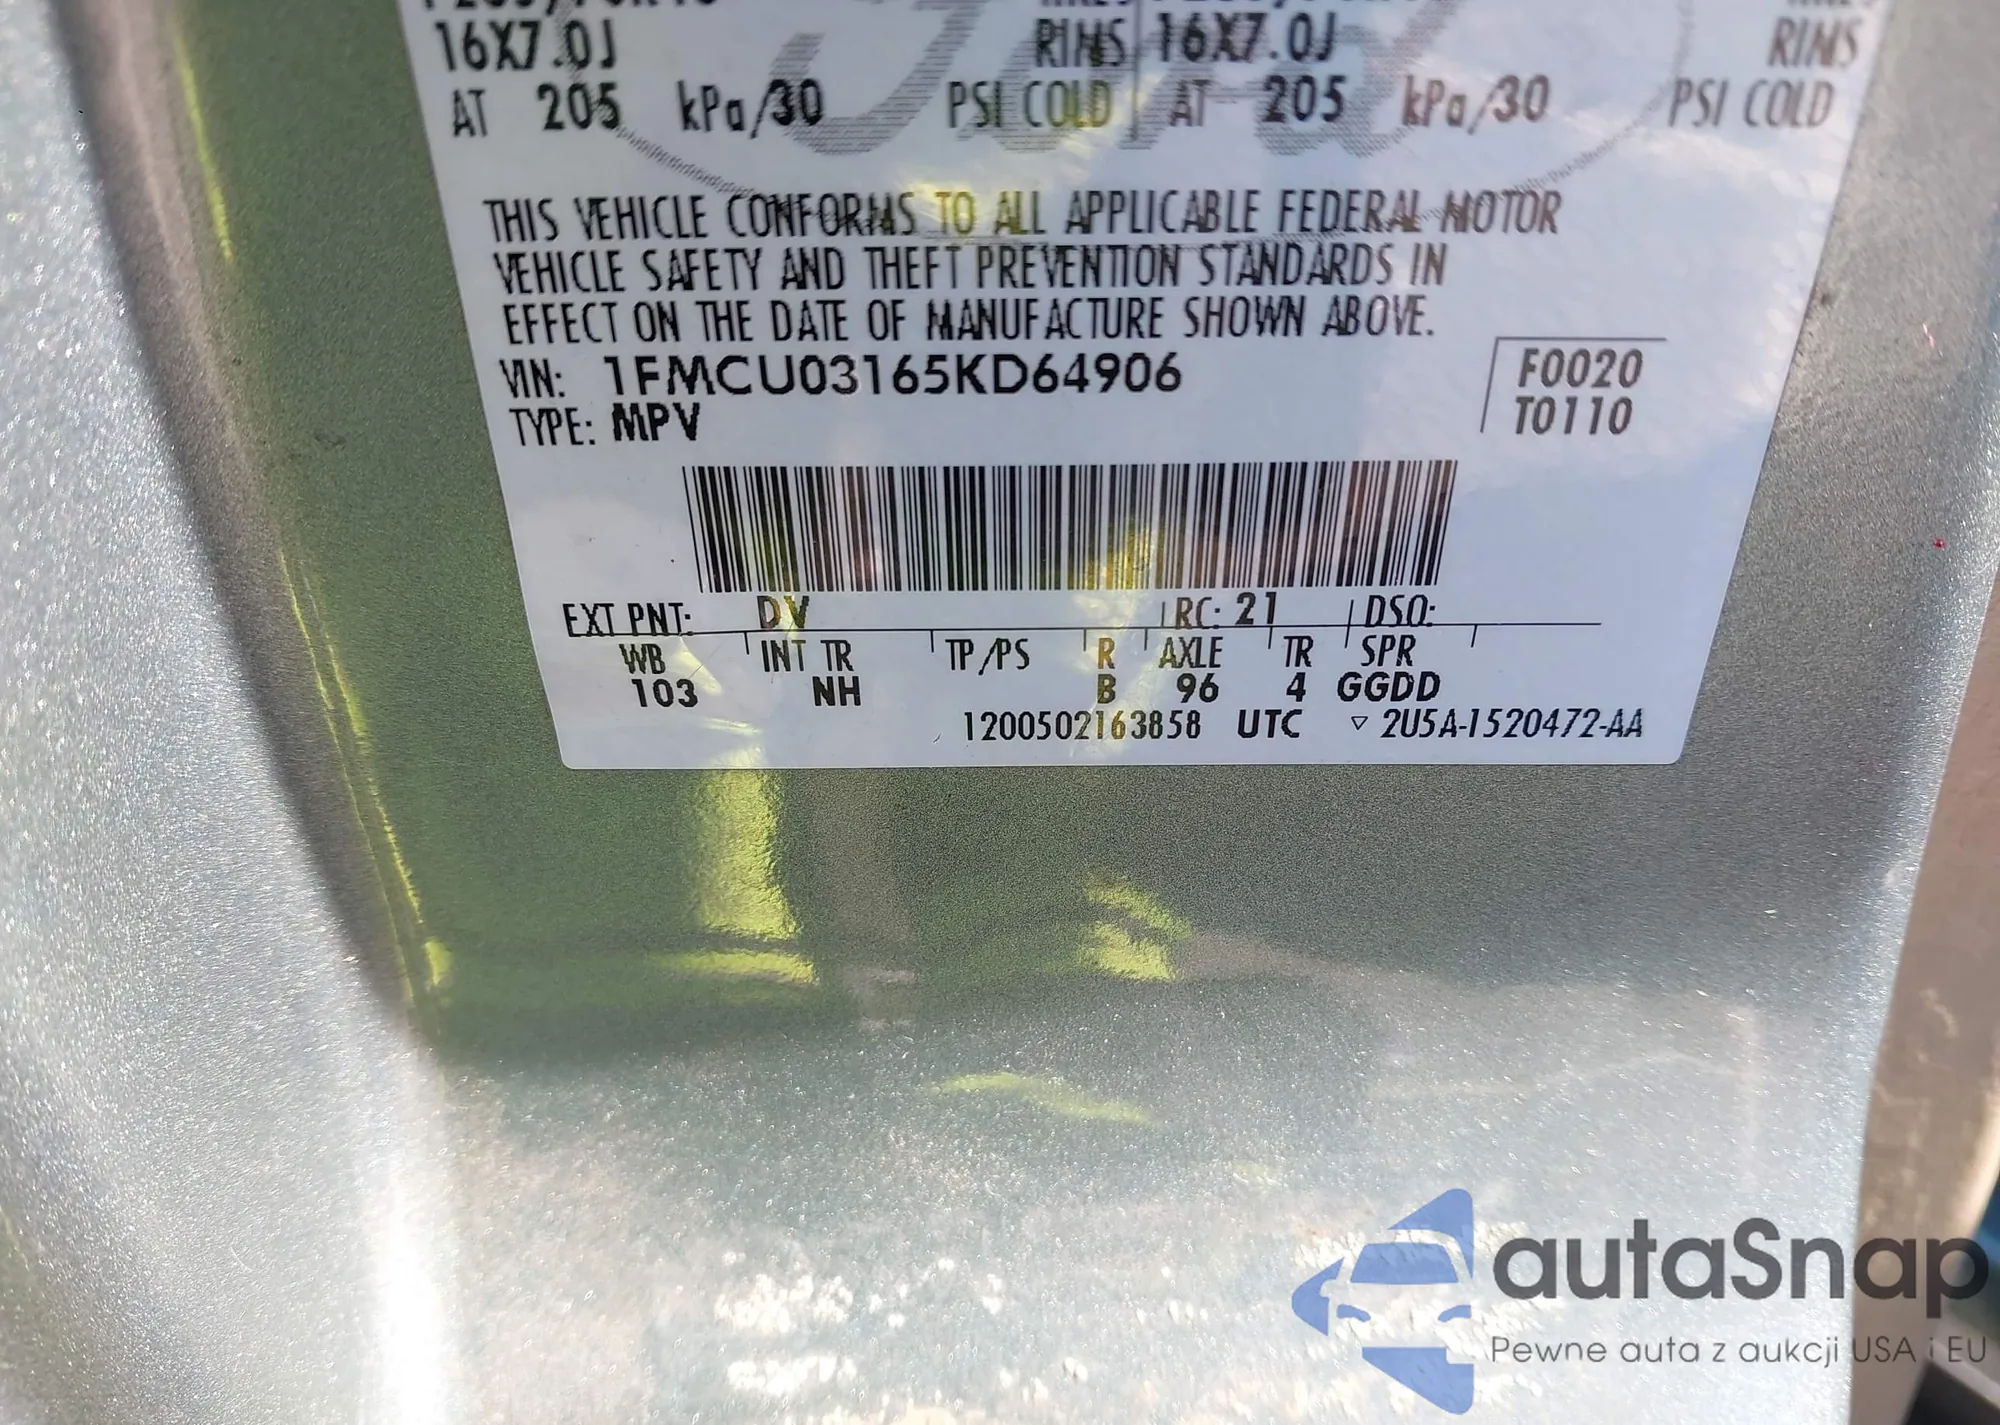 16X7.0J RIMS 16X7.0J RIMS
AT 205 kPa/30 PSI COLD AT 205 kPa/30 PSI COLD
THIS VEHICLE CONFORMS TO ALL APPLICABLE FEDERAL MOTOR
VEHICLE SAFETY AND THEFT PREVENTION STANDARDS IN
EFFECT ON THE DATE OF MANUFACTURE SHOWN ABOVE.
VIN: 1FMCU03165KD64906
TYPE: MPV
F0020
T0110
EXT PNT: DV RC: 21 DSO:
WB INT TR TP/PS R AXLE TR SPR
103 NH B 96 4 GGDD
1200502163858 UTC ▽ 2U5A-1520472-AA
autaSnap
Pewne auta z aukcji USA i EU